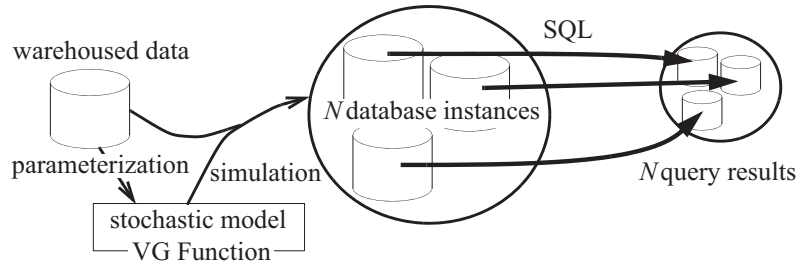 warehoused data
parameterization
simulation
stochastic model
VG Function
N database instances
SQL
N query results